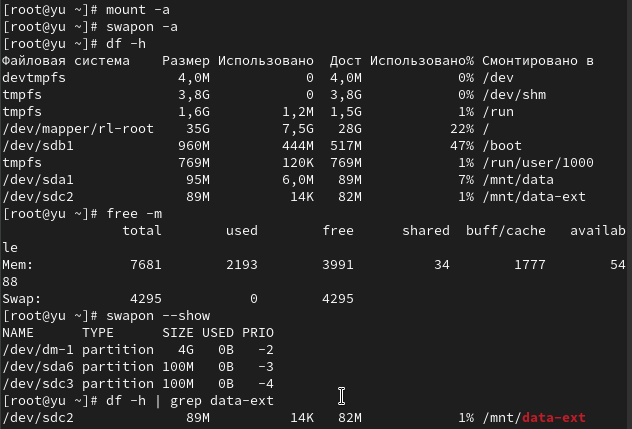 [root@yu ~]# mount -a
[root@yu ~]# swapon -a
[root@yu ~]# df -h
Файловая система    Размер Использовано  Дост Использовано% Смонтировано в
devtmpfs              4,0M            0  4,0M            0% /dev
tmpfs                 3,8G            0  3,8G            0% /dev/shm
tmpfs                 1,6G         1,2M  1,5G            1% /run
/dev/mapper/rl-root    35G         7,5G   28G           22% /
/dev/sdb1             960M         444M  517M           47% /boot
tmpfs                 769M         120K  769M            1% /run/user/1000
/dev/sda1              95M         6,0M   89M            7% /mnt/data
/dev/sdc2              89M          14K   82M            1% /mnt/data-ext
[root@yu ~]# free -m
               total        used        free      shared  buff/cache   availab
le
Mem:            7681        2193        3991          34        1777        54
88
Swap:           4295           0        4295
[root@yu ~]# swapon --show
NAME      TYPE      SIZE USED PRIO
/dev/dm-1 partition   4G   0B   -2
/dev/sda6 partition 100M   0B   -3
/dev/sdc3 partition 100M   0B   -4
[root@yu ~]# df -h | grep data-ext
/dev/sdc2              89M          14K   82M            1% /mnt/data-ext